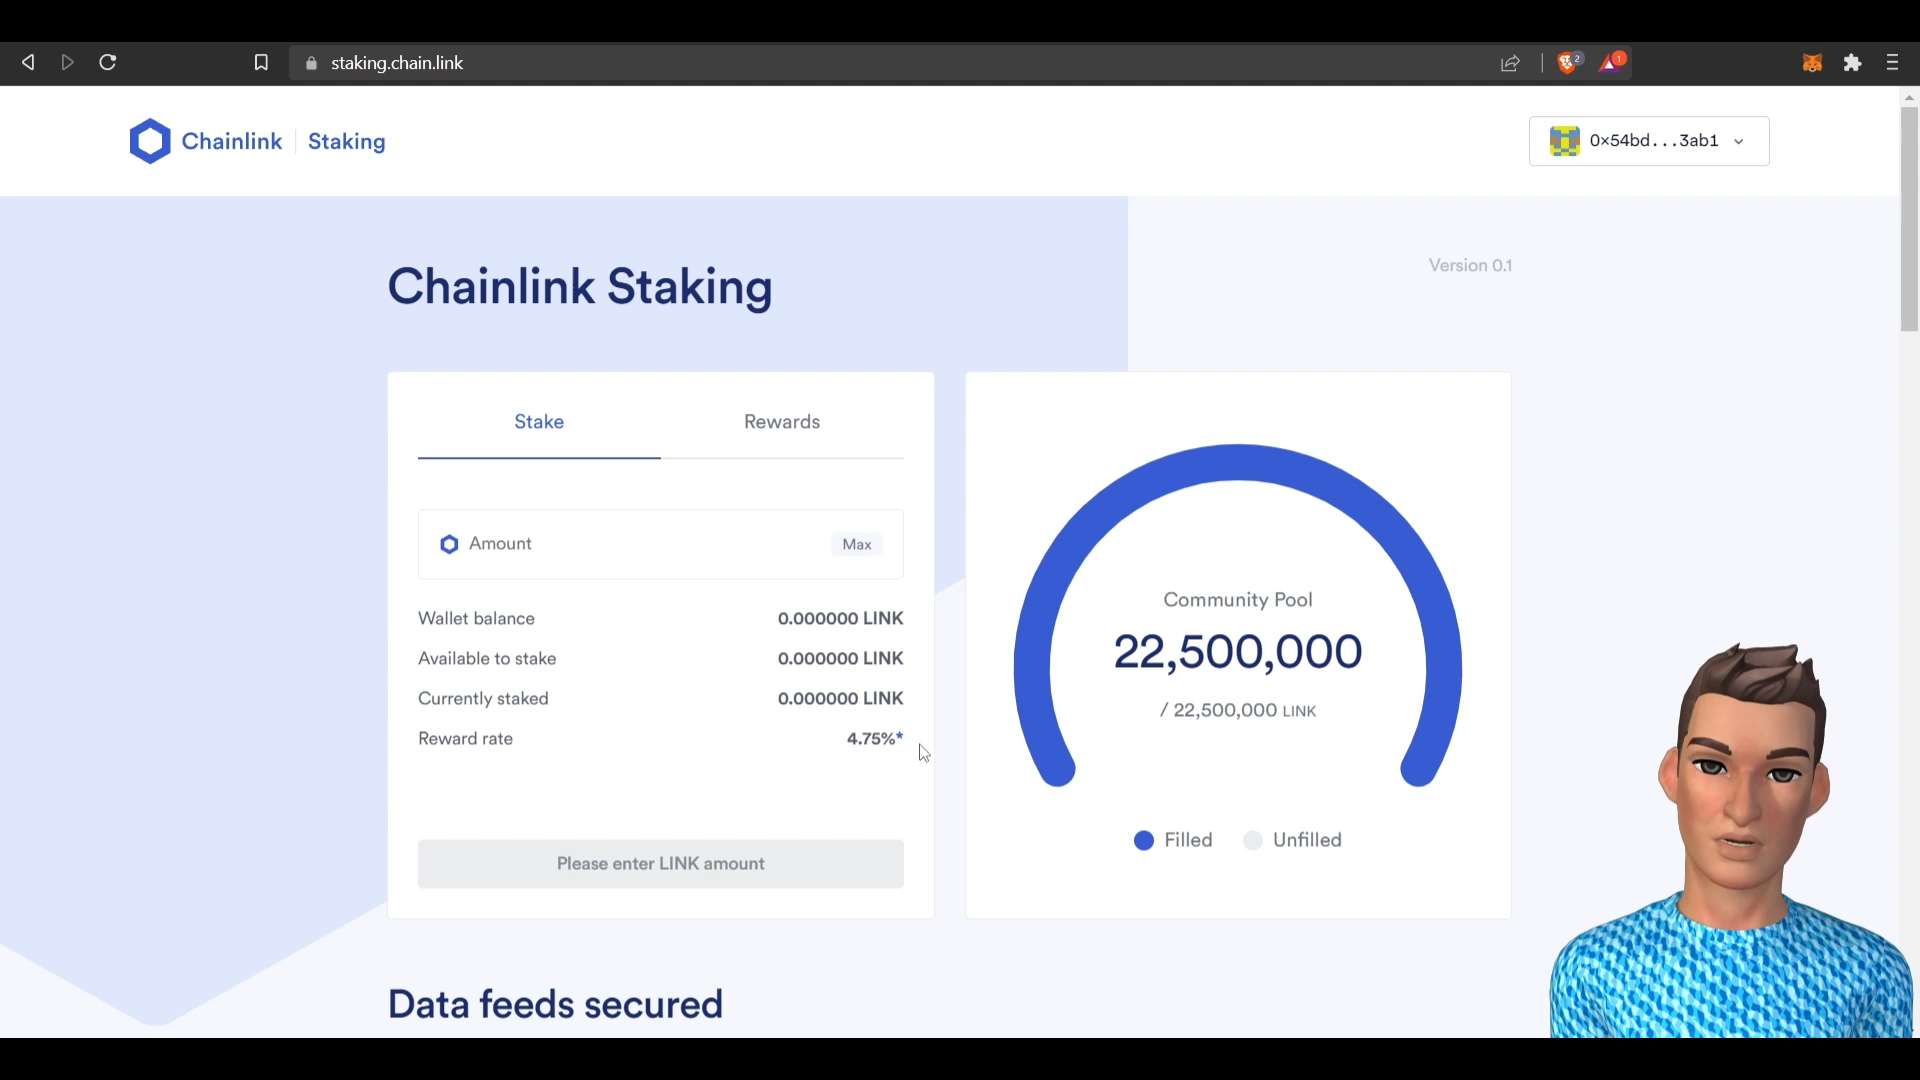 staking.chain.link
2
1
Chainlink | Staking
0x54bd...3ab1
Chainlink Staking
Version 0.1
Stake
Rewards
Amount
Max
Wallet balance 0.000000 LINK
Available to stake 0.000000 LINK
Currently staked 0.000000 LINK
Reward rate 4.75%*
Please enter LINK amount
Community Pool
22,500,000
/ 22,500,000 LINK
Filled
Unfilled
Data feeds secured